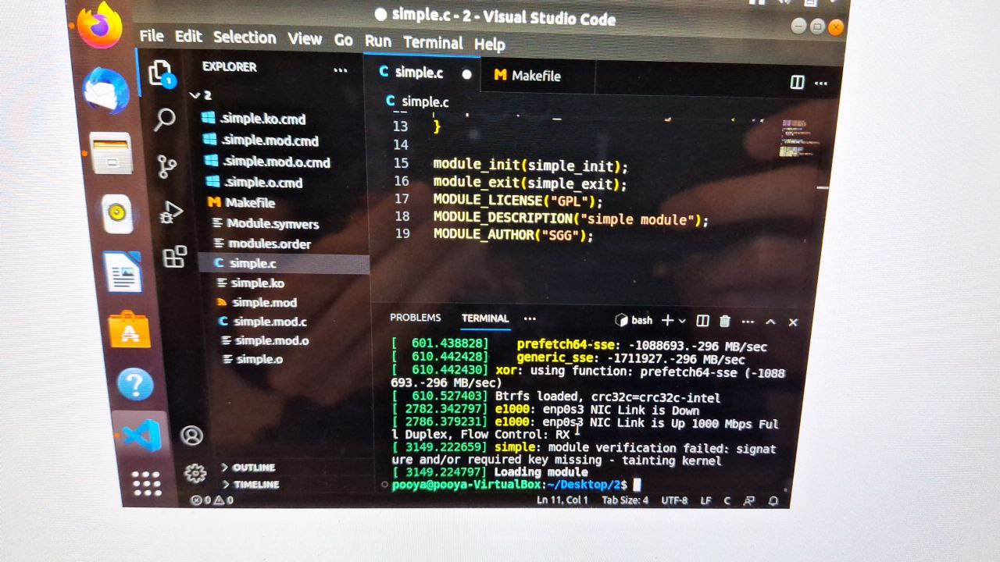 simple.c - 2 - Visual Studio Code
File Edit Selection View Go Run Terminal Help
EXPLORER
2
.simple.ko.cmd
.simple.mod.cmd
.simple.mod.o.cmd
.simple.o.cmd
Makefile
Module.symvers
modules.order
simple.c
simple.ko
simple.mod
simple.mod.c
simple.mod.o
simple.o
OUTLINE
TIMELINE
C simple.c
M Makefile
C simple.c
13 }
14
15 module_init(simple_init);
16 module_exit(simple_exit);
17 MODULE_LICENSE("GPL");
18 MODULE_DESCRIPTION("simple module");
19 MODULE_AUTHOR("SGG");
PROBLEMS TERMINAL ... bash
[  601.438828]    prefetch64-sse: -1088693.-296 MB/sec
[  610.442428]    generic_sse: -1711927.-296 MB/sec
[  610.442430] xor: using function: prefetch64-sse (-1088
693.-296 MB/sec)
[  610.527403] Btrfs loaded, crc32c=crc32c-intel
[ 2782.342797] e1000: enp0s3 NIC Link is Down
[ 2786.379231] e1000: enp0s3 NIC Link is Up 1000 Mbps Ful
l Duplex, Flow Control: RX
[ 3149.222659] simple: module verification failed: signat
ure and/or required key missing - tainting kernel
[ 3149.224797] Loading module
pooya@pooya-VirtualBox:~/Desktop/2$
0 0 Ln 11, Col 1 Tab Size: 4 UTF-8 LF C